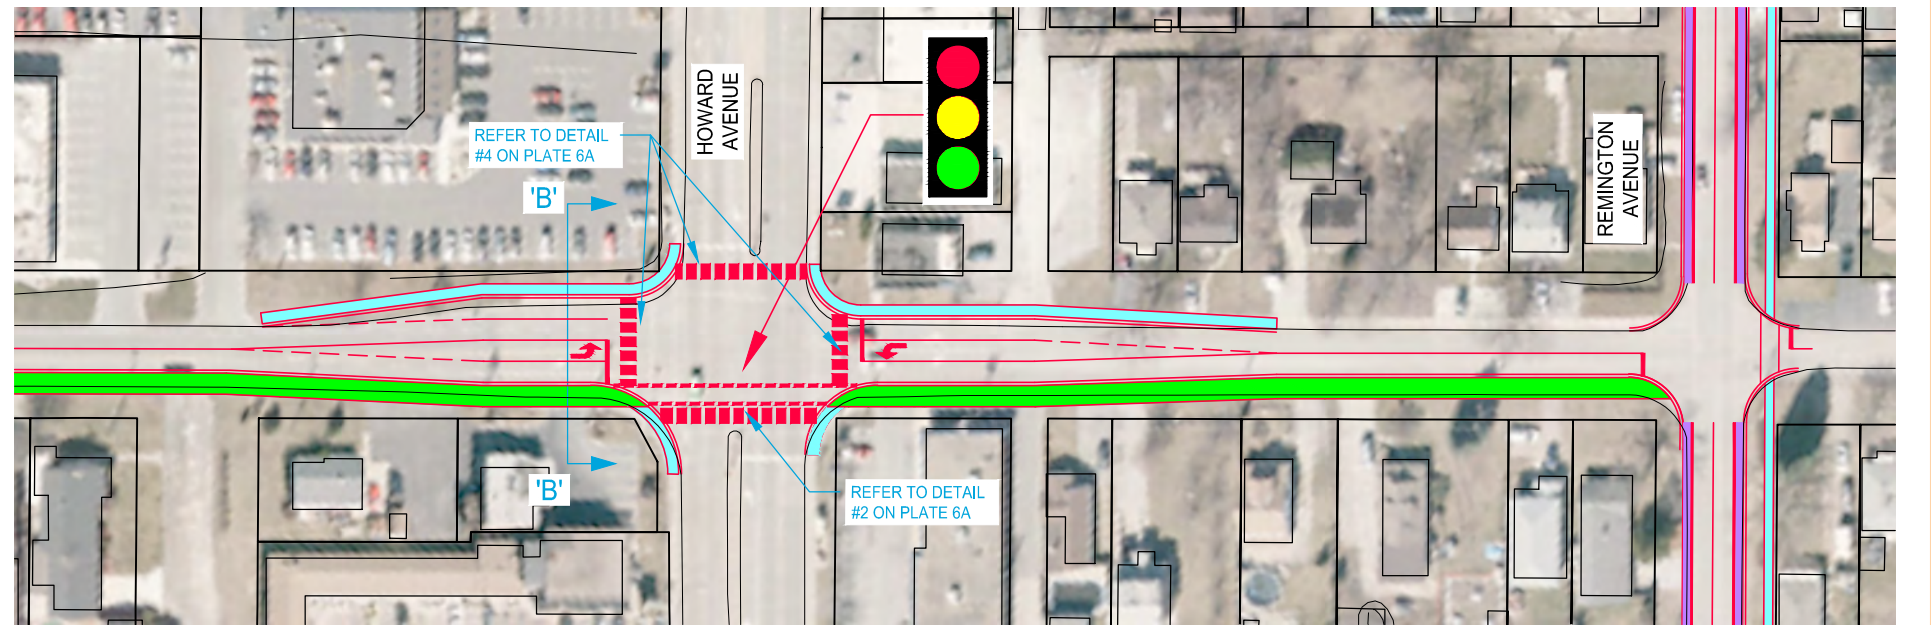 HOWARD
AVENUE
REFER TO DETAIL
#4 ON PLATE 6A
'B'
REMINGTON
AVENUE
'B'
REFER TO DETAIL
#2 ON PLATE 6A